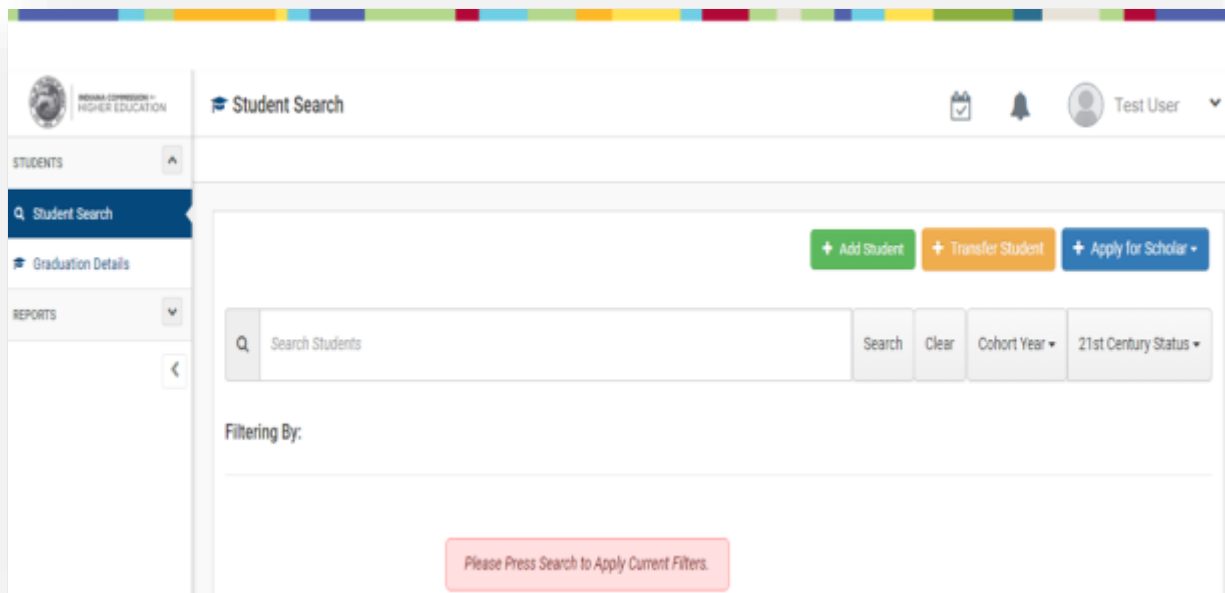 INDIANA COMMISSION for
HIGHER EDUCATION
Student Search
Test User
STUDENTS
Student Search
Graduation Details
REPORTS
+ Add Student
+ Transfer Student
+ Apply for Scholar
Search Students
Search
Clear
Cohort Year
21st Century Status
Filtering By:
Please Press Search to Apply Current Filters.